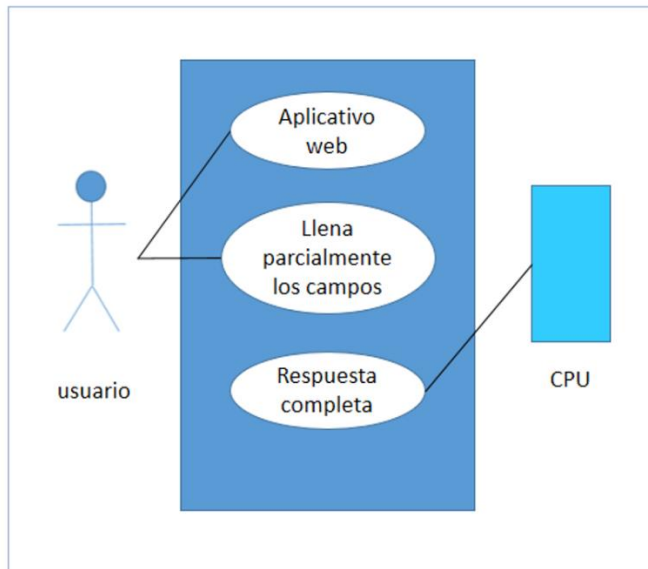 Aplicativo
web
Llena
parcialmente
los campos
Respuesta
completa
usuario
CPU